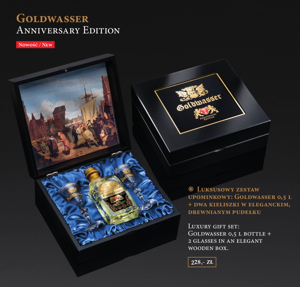 Goldwasser
Anniversary Edition
Nowość / New
Goldwasser
Luksusowy zestaw
upominkowy: Goldwasser 0,5 l
+ dwa kieliszki w eleganckim,
drewnianym pudełku
Luxury gift set:
Goldwasser 0,5 l bottle +
2 glasses in an elegant
wooden box.
378,- zł